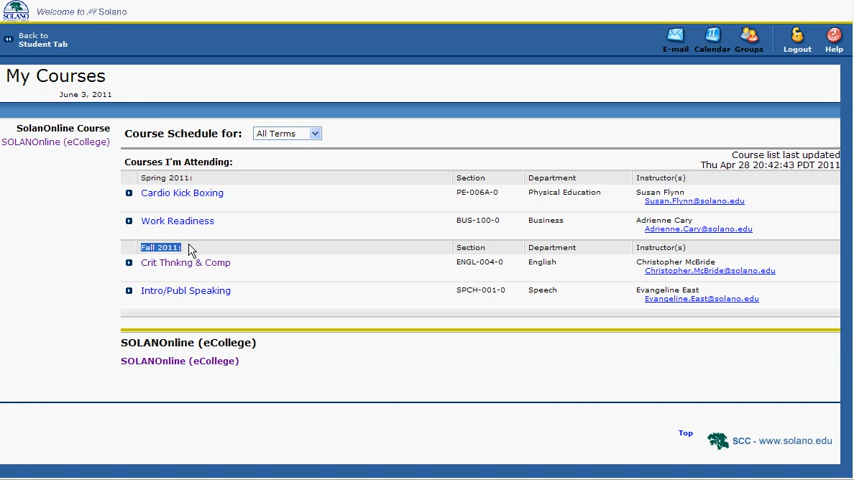 SOLANO Welcome to My Solano
Back to
Student Tab
E-mail Calendar Groups Logout Help
My Courses
June 3, 2011
SolanOnline Course
SOLANOnline (eCollege)
Course Schedule for: All Terms
Course list last updated
Courses I'm Attending: Thu Apr 28 20:42:43 PDT 2011
Spring 2011: Section Department Instructor(s)
Cardio Kick Boxing PE-006A-0 Physical Education Susan Flynn
Susan.Flynn@solano.edu
Work Readiness BUS-100-0 Business Adrienne Cary
Adrienne.Cary@solano.edu
Fall 2011: Section Department Instructor(s)
Crit Thnkng & Comp ENGL-004-0 English Christopher McBride
Christopher.McBride@solano.edu
Intro/Publ Speaking SPCH-001-0 Speech Evangeline East
Evangeline.East@solano.edu
SOLANOnline (eCollege)
SOLANOnline (eCollege)
Top
SCC - www.solano.edu